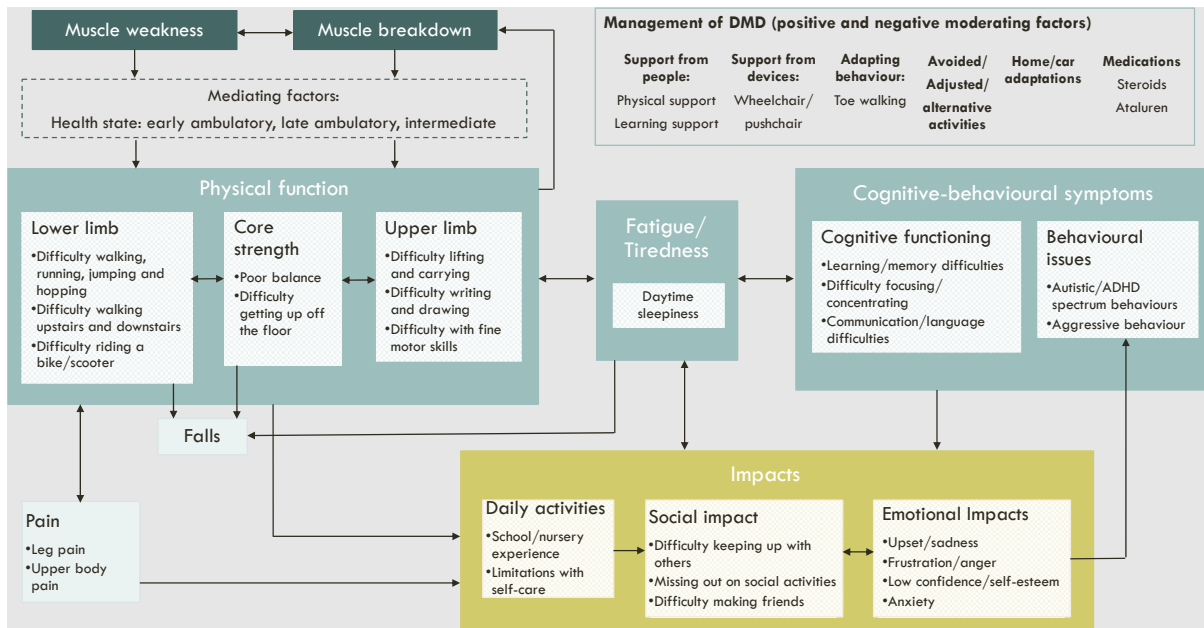 Muscle weakness
Muscle breakdown
Mediating factors:
Health state: early ambulatory, late ambulatory, intermediate
Management of DMD (positive and negative moderating factors)
Support from
people:
Physical support
Learning support
Support from
devices:
Wheelchair/
pushchair
Adapting
behaviour:
Toe walking
Avoided/
Adjusted/
alternative
activities
Home/car
adaptations
Medications
Steroids
Ataluren
Physical function
Lower limb
•Difficulty walking,
running, jumping and
hopping
•Difficulty walking
upstairs and downstairs
•Difficulty riding a
bike/scooter
Core
strength
•Poor balance
•Difficulty
getting up off
the floor
Upper limb
•Difficulty lifting
and carrying
•Difficulty writing
and drawing
•Difficulty with fine
motor skills
Fatigue/
Tiredness
Daytime
sleepiness
Cognitive-behavioural symptoms
Cognitive functioning
•Learning/memory difficulties
•Difficulty focusing/
concentrating
•Communication/language
difficulties
Behavioural
issues
•Autistic/ADHD
spectrum behaviours
•Aggressive behaviour
Falls
Pain
•Leg pain
•Upper body
pain
Impacts
Daily activities
•School/nursery
experience
•Limitations with
self-care
Social impact
•Difficulty keeping up with
others
•Missing out on social activities
•Difficulty making friends
Emotional Impacts
•Upset/sadness
•Frustration/anger
•Low confidence/self-esteem
•Anxiety